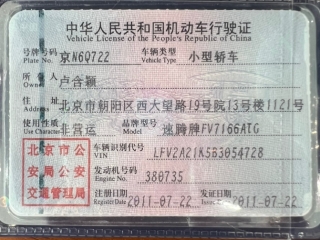 中华人民共和国机动车行驶证
Vehicle License of the People's Republic of China
号牌号码 京N6Q722 车辆类型 小型轿车
Plate No. Vehicle Type
所有人 卢含颖
Owner
住址 北京市朝阳区西大望路19号院13号楼1121号
Address
使用性质 非营运 品牌型号 速腾牌FV7166ATG
Use Character Model
北京市公安局公安交通管理局
车辆识别代号 LFV2A21K5B3054728
VIN
发动机号码 380735
Engine No.
注册日期 2011-07-22 发证日期 2011-07-22
Register Date Issue Date